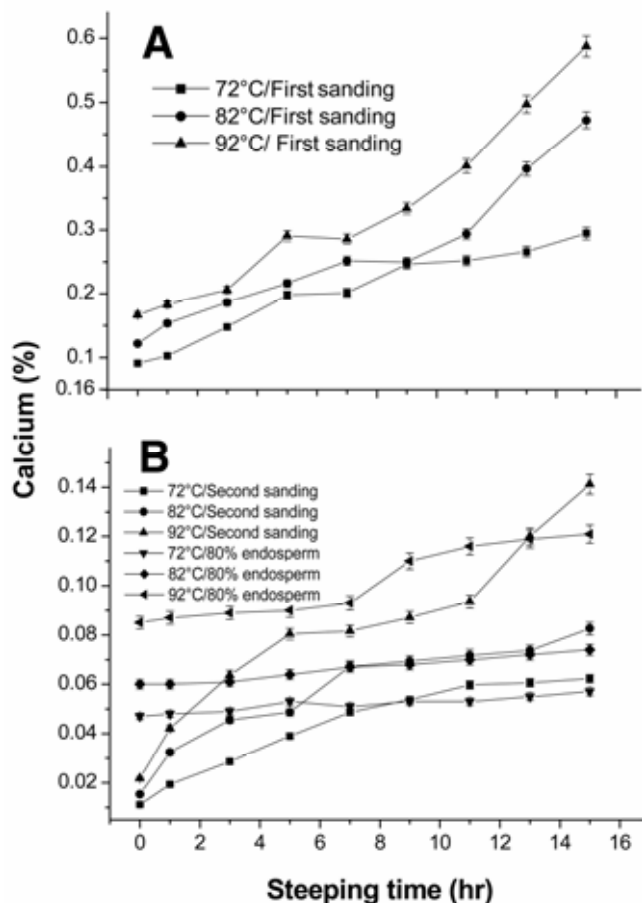 A
72°C/First sanding
82°C/First sanding
92°C/ First sanding
0.6
0.5
0.4
0.3
0.2
0.1
0.16
Calcium (%)
B
72°C/Second sanding
82°C/Second sanding
92°C/Second sanding
72°C/80% endosperm
82°C/80% endosperm
92°C/80% endosperm
0.14
0.12
0.10
0.08
0.06
0.04
0.02
0 2 4 6 8 10 12 14 16
Steeping time (hr)